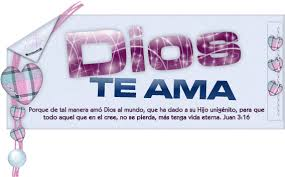 Dios
TE AMA
Porque de tal manera amó Dios al mundo, que ha dado a su Hijo unigénito, para que
todo aquel que en el cree, no se pierda, más tenga vida eterna. Juan 3:16